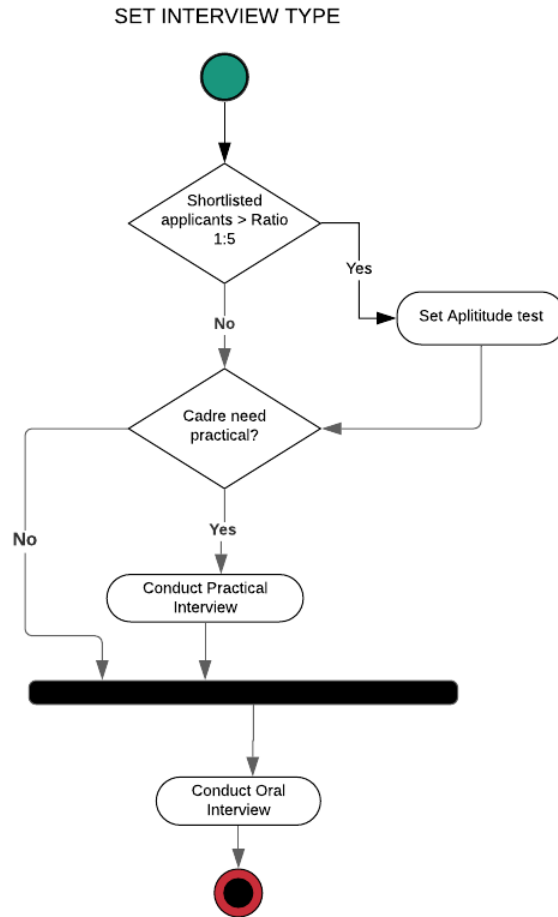 SET INTERVIEW TYPE
Shortlisted
applicants > Ratio
1:5
Yes
Set Aplititude test
No
Cadre need
practical?
No
Yes
Conduct Practical
Interview
Conduct Oral
Interview